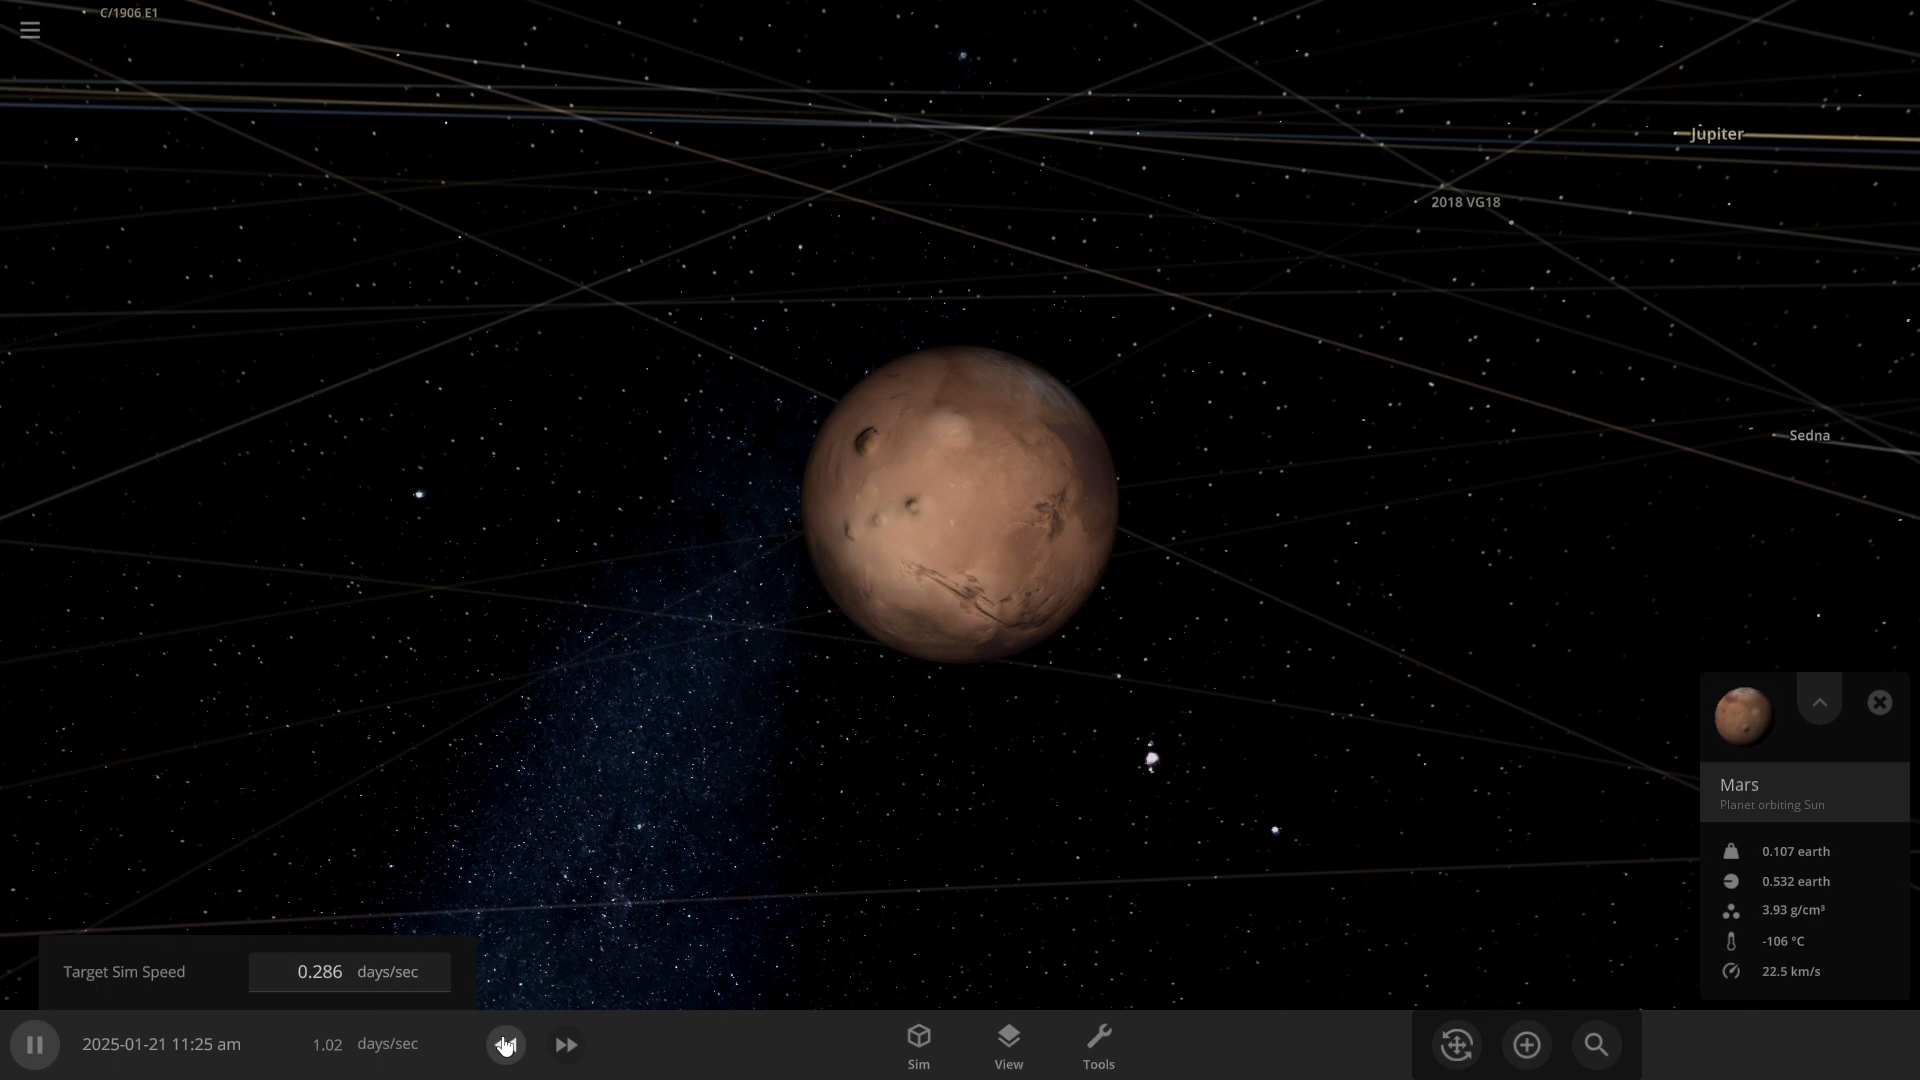 C/1906 E1
Jupiter
2018 VG18
Sedna
Mars
Planet orbiting Sun
0.107 earth
0.532 earth
3.93 g/cm³
-106 °C
22.5 km/s
Target Sim Speed 0.286 days/sec
2025-01-21 11:25 am 1.02 days/sec
Sim View Tools